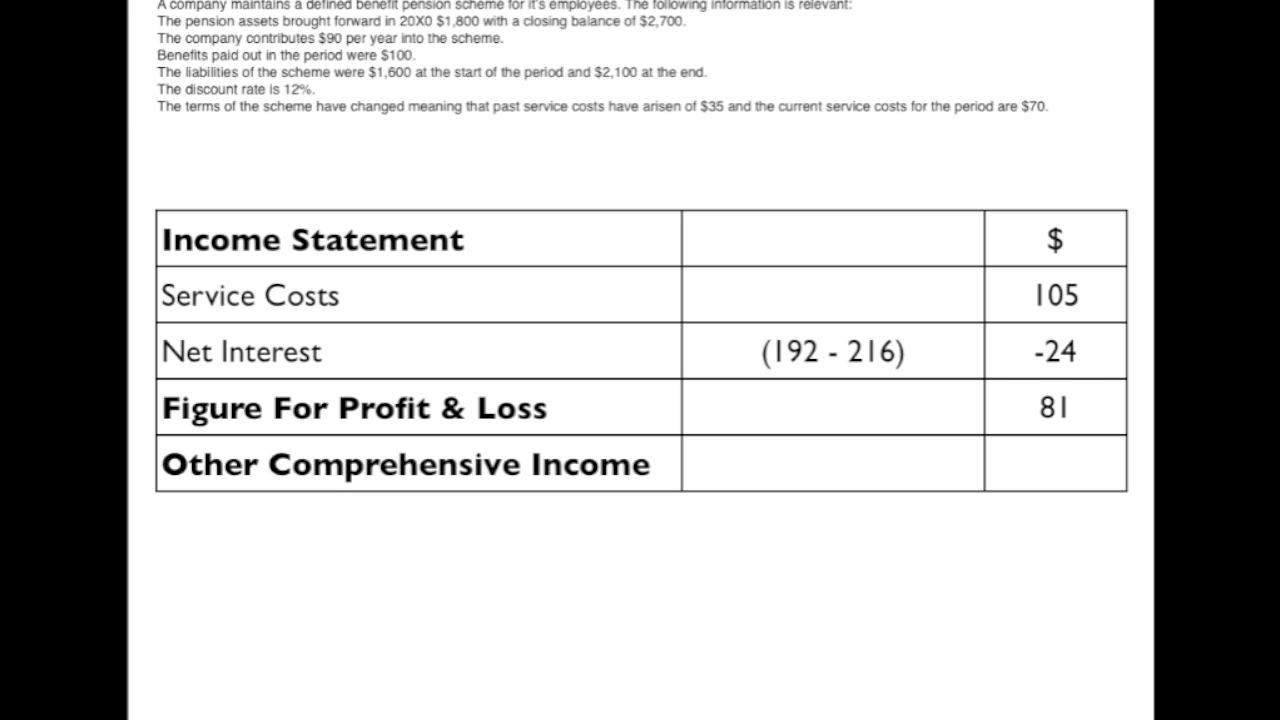 A company maintains a defined benefit pension scheme for it's employees. The following information is relevant:
The pension assets brought forward in 20X0 $1,800 with a closing balance of $2,700.
The company contributes $90 per year into the scheme.
Benefits paid out in the period were $100.
The liabilities of the scheme were $1,600 at the start of the period and $2,100 at the end.
The discount rate is 12%.
The terms of the scheme have changed meaning that past service costs have arisen of $35 and the current service costs for the period are $70.
Income Statement $
Service Costs 105
Net Interest (192 - 216) -24
Figure For Profit & Loss 81
Other Comprehensive Income